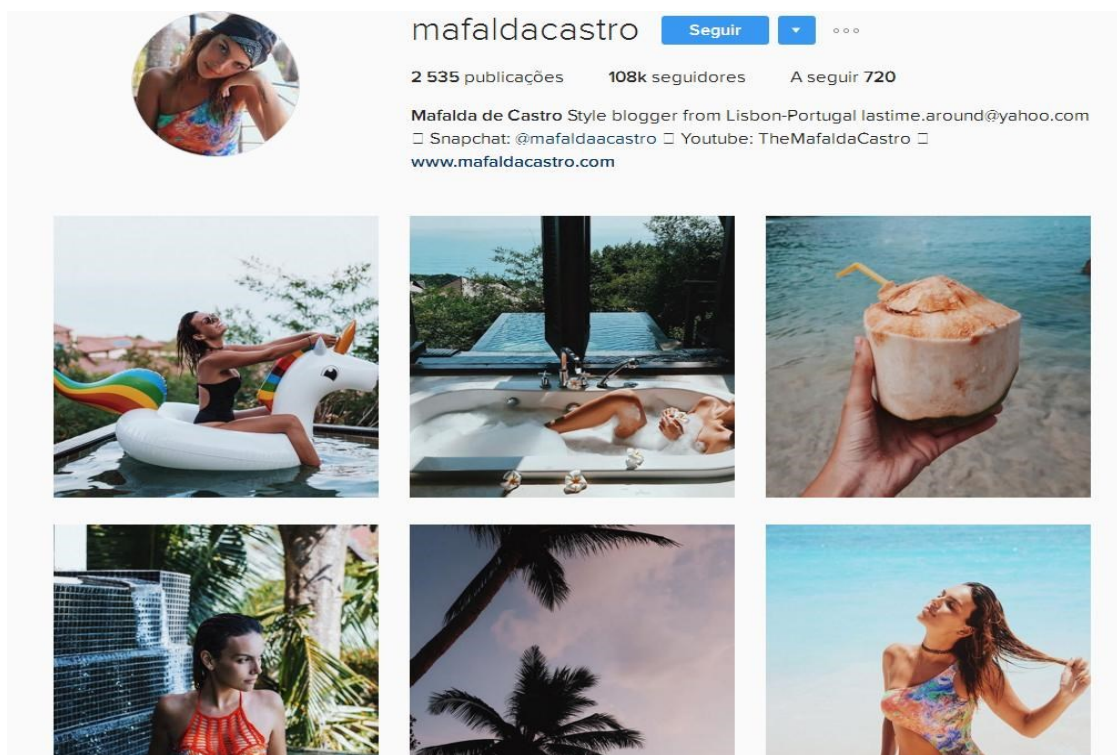 mafaldacastro Seguir
2 535 publicações 108k seguidores A seguir 720
Mafalda de Castro Style blogger from Lisbon-Portugal lastime.around@yahoo.com
Snapchat: @mafaldaacastro Youtube: TheMafaldaCastro
www.mafaldacastro.com